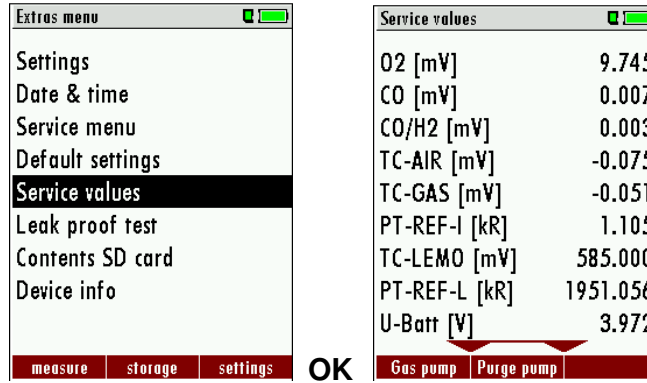 Extras menu
Settings
Date & time
Service menu
Default settings
Service values
Leak proof test
Contents SD card
Device info
measure storage settings
OK
Service values
O2 [mV] 9.745
CO [mV] 0.007
CO/H2 [mV] 0.003
TC-AIR [mV] -0.075
TC-GAS [mV] -0.051
PT-REF-I [kR] 1.105
TC-LEMO [mV] 585.000
PT-REF-L [kR] 1951.056
U-Batt [V] 3.972
Gas pump Purge pump